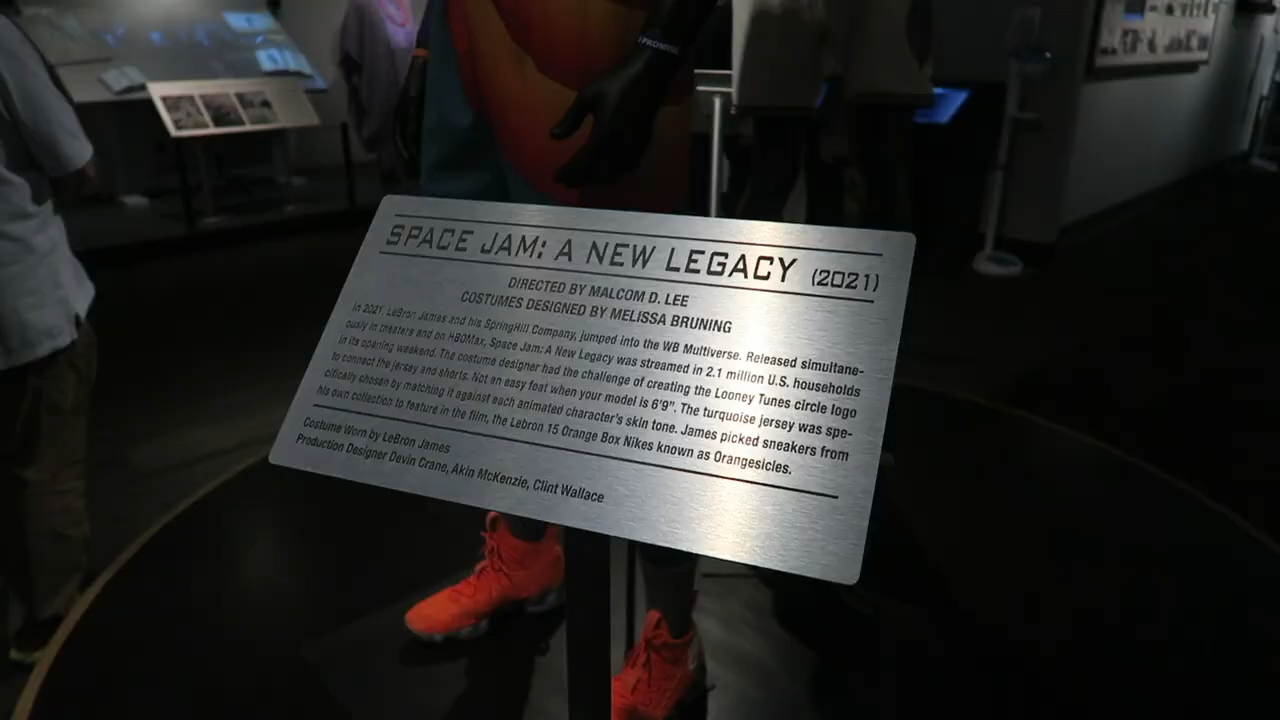 I PROMISE
SPACE JAM: A NEW LEGACY (2021)
DIRECTED BY MALCOM D. LEE
COSTUMES DESIGNED BY MELISSA BRUNING
In 2021, LeBron James and his SpringHill Company, jumped into the WB Multiverse. Released simultane-
ously in theaters and on HBOMax, Space Jam: A New Legacy was streamed in 2.1 million U.S. households
in its opening weekend. The costume designer had the challenge of creating the Looney Tunes circle logo
to connect the jersey and shorts. Not an easy feat when your model is 6'9". The turquoise jersey was spe-
cifically chosen by matching it against each animated character's skin tone. James picked sneakers from
his own collection to feature in the film, the Lebron 15 Orange Box Nikes known as Orangesicles.
Costume Worn by LeBron James
Production Designer Devin Crane, Akin McKenzie, Clint Wallace